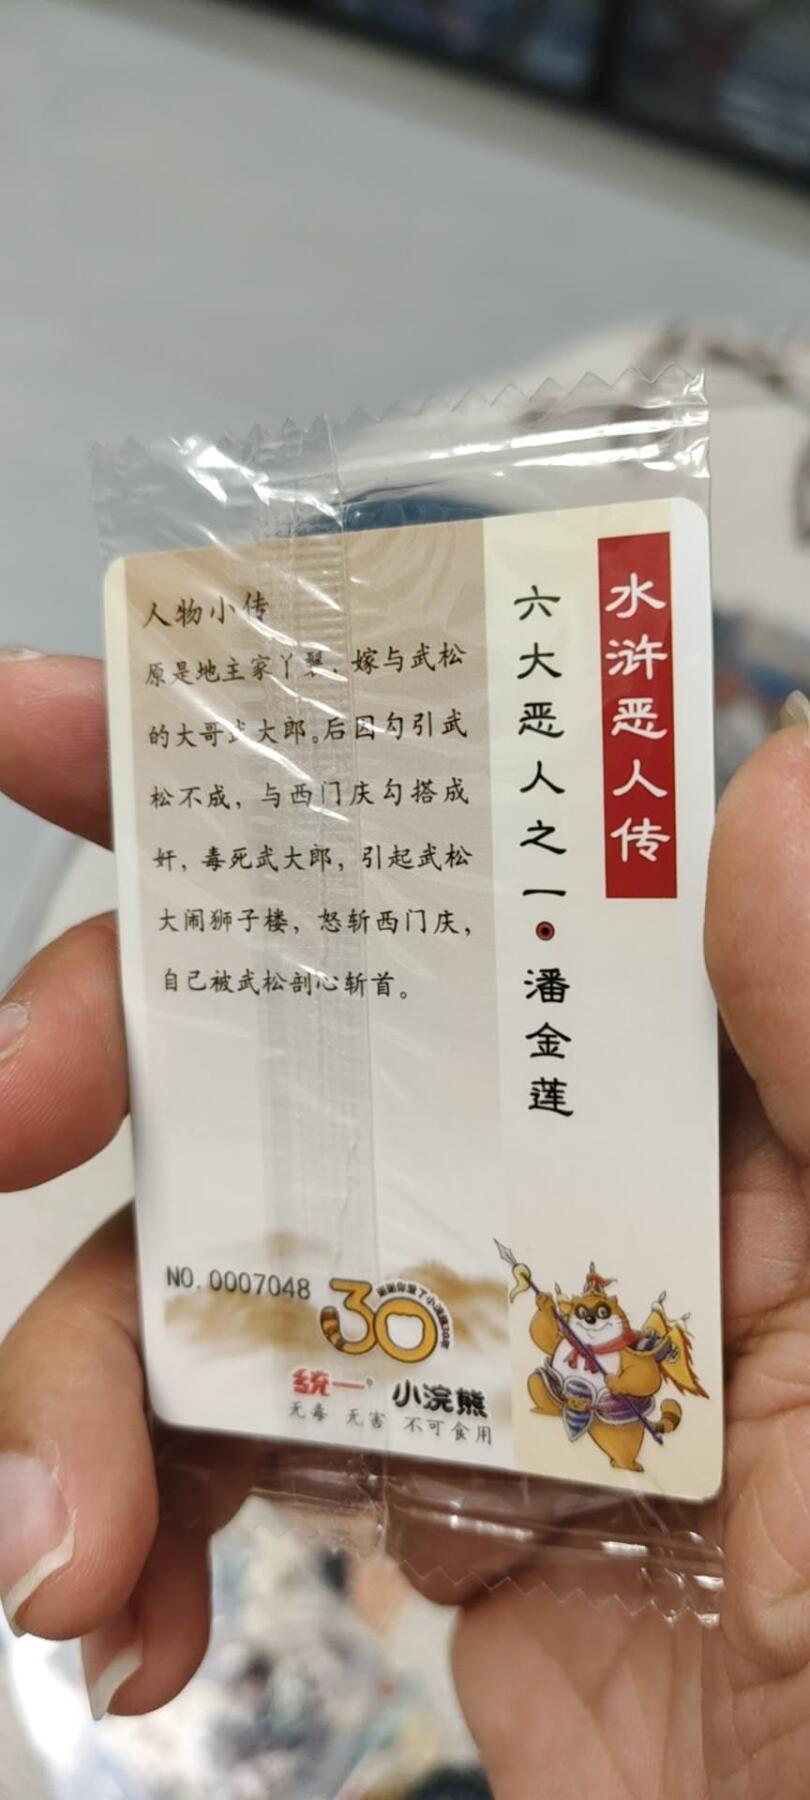 水浒恶人传
六大恶人之一·潘金莲
人物小传
原是地主家丫鬟,嫁与武松
的大哥武大郎。后因勾引武
松不成，与西门庆勾搭成
奸，毒死武大郎，引起武松
大闹狮子楼，怒斩西门庆，
自己被武松剖心斩首。
NO.0007048
30
统一® 小浣熊
无毒 无害 不可食用